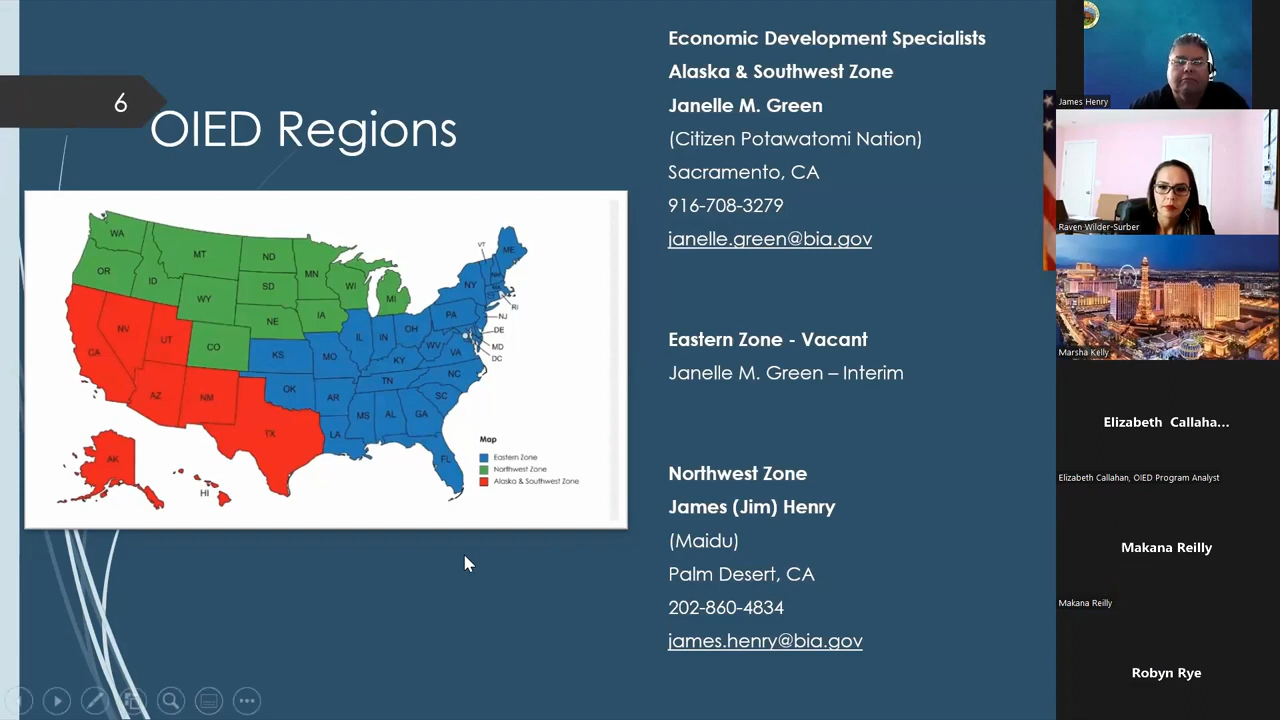 6
OIED Regions
WA
OR
ID
MT
WY
ND
SD
NE
MN
IA
WI
MI
CO
CA
NV
UT
AZ
NM
TX
AK
HI
KS
OK
MO
AR
LA
IL
IN
OH
KY
TN
MS
AL
GA
FL
SC
NC
VA
WV
PA
NY
VT
ME
RI
NJ
DE
MD
DC
Map
Eastern Zone
Northwest Zone
Alaska & Southwest Zone
Economic Development Specialists
Alaska & Southwest Zone
Janelle M. Green
(Citizen Potawatomi Nation)
Sacramento, CA
916-708-3279
janelle.green@bia.gov
Eastern Zone - Vacant
Janelle M. Green – Interim
Northwest Zone
James (Jim) Henry
(Maidu)
Palm Desert, CA
202-860-4834
james.henry@bia.gov
James Henry
Raven Wilder-Surber
Marsha Kelly
Elizabeth Callaha...
Elizabeth Callahan, OIED Program Analyst
Makana Reilly
Makana Reilly
Robyn Rye